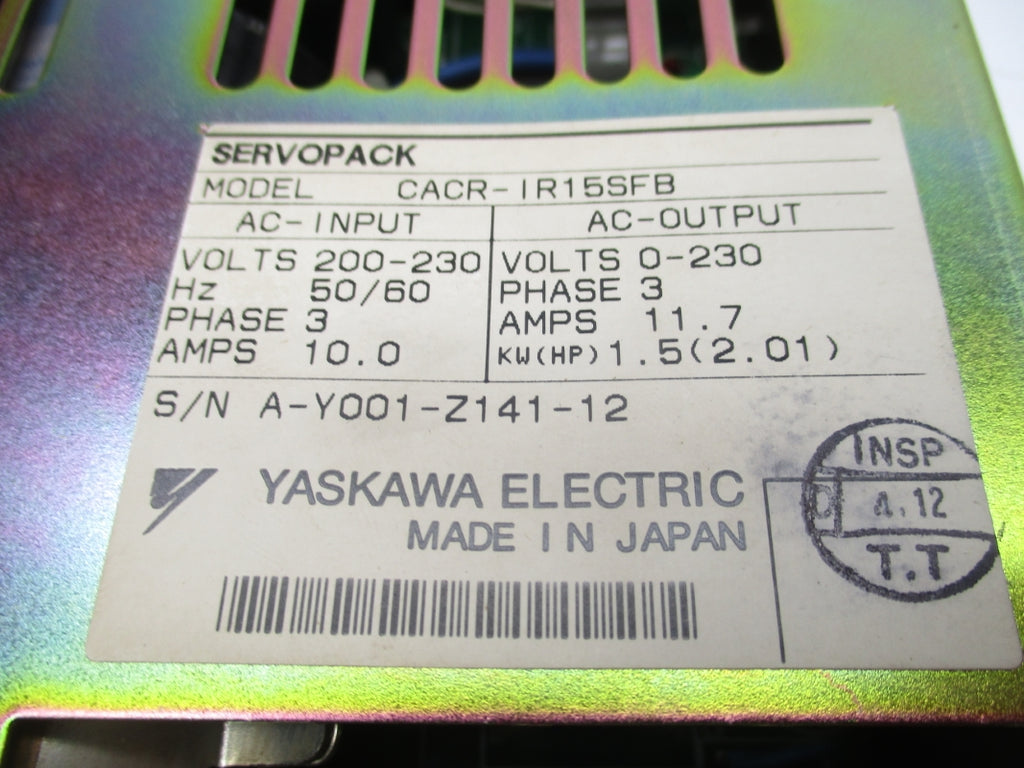 SERVOPACK
MODEL CACR-IR15SFB
AC-INPUT AC-OUTPUT
VOLTS 200-230 VOLTS 0-230
Hz 50/60 PHASE 3
PHASE 3 AMPS 11.7
AMPS 10.0 KW(HP) 1.5(2.01)
S/N A-Y001-Z141-12
YASKAWA ELECTRIC
MADE IN JAPAN
INSP
D 4.12
T.T